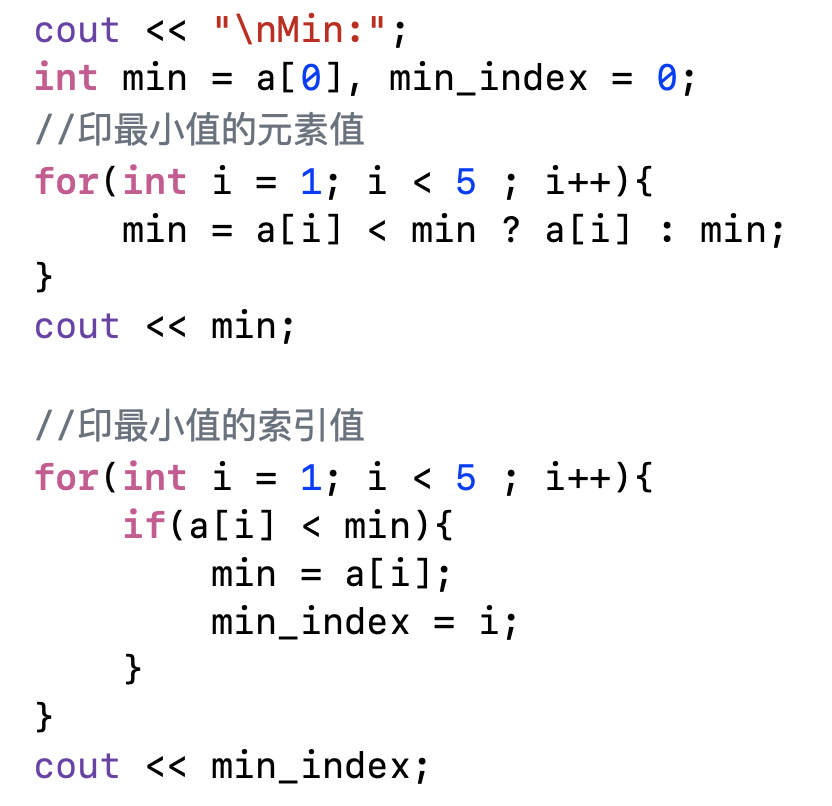 cout << "\nMin:";
int min = a[0], min_index = 0;
//印最小值的元素值
for(int i = 1; i < 5 ; i++){
    min = a[i] < min ? a[i] : min;
}
cout << min;
//印最小值的索引值
for(int i = 1; i < 5 ; i++){
    if(a[i] < min){
        min = a[i];
        min_index = i;
    }
}
cout << min_index;